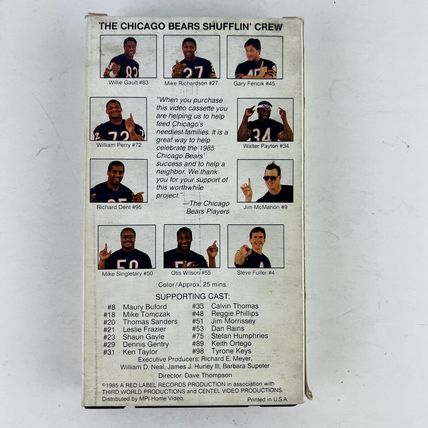 THE CHICAGO BEARS SHUFFLIN' CREW
Willie Gault #83
Mike Richardson #27
Gary Fencik #45
William Perry #72
Walter Payton #34
"When you purchase
this video cassette you
are helping us to help
feed Chicago's
neediest families. It is a
great way to help
celebrate the 1985
Chicago Bears'
success and to help a
neighbor. We thank
you for your support of
this worthwhile
project."
—The Chicago
Bears Players
Richard Dent #95
Jim McMahon #9
Mike Singletary #50
Otis Wilson #55
Steve Fuller #4
Color/Approx. 25 mins.
SUPPORTING CAST:
#8 Maury Buford
#18 Mike Tomczak
#20 Thomas Sanders
#21 Leslie Frazier
#23 Shaun Gayle
#29 Dennis Gentry
#31 Ken Taylor
#33 Calvin Thomas
#48 Reggie Phillips
#51 Jim Morrissey
#53 Dan Rains
#75 Stefan Humphries
#89 Keith Ortego
#98 Tyrone Keys
Executive Producers: Richard E. Meyer,
William D. Neal, James J. Hurley III, Barbara Supeter
Director: Dave Thompson
©1985 A RED LABEL RECORDS PRODUCTION in association with
THIRD WORLD PRODUCTIONS and CENTEL VIDEO PRODUCTIONS.
Distributed by MPI Home Video.
Printed in U.S.A.